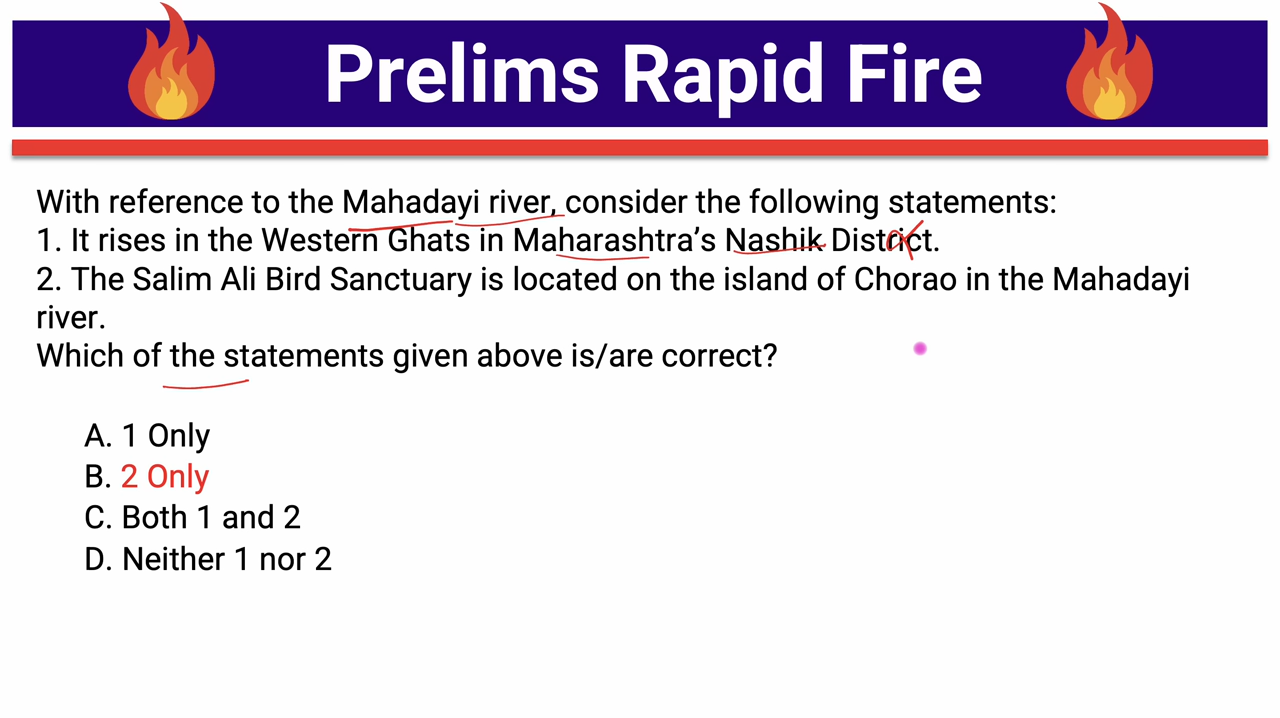 Prelims Rapid Fire
With reference to the Mahadayi river, consider the following statements:
1. It rises in the Western Ghats in Maharashtra’s Nashik District.
2. The Salim Ali Bird Sanctuary is located on the island of Chorao in the Mahadayi
river.
Which of the statements given above is/are correct?
A. 1 Only
B. 2 Only
C. Both 1 and 2
D. Neither 1 nor 2